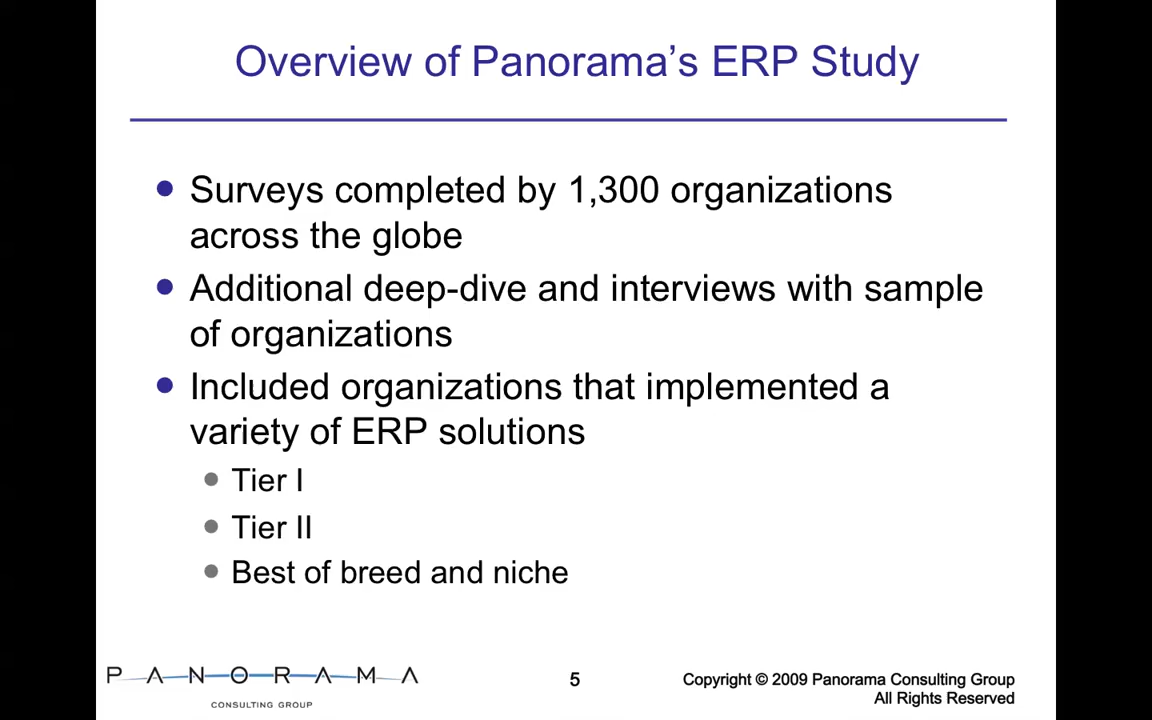 Overview of Panorama's ERP Study
Surveys completed by 1,300 organizations
across the globe
Additional deep-dive and interviews with sample
of organizations
Included organizations that implemented a
variety of ERP solutions
Tier I
Tier II
Best of breed and niche
PANORAMA
CONSULTING GROUP
5
Copyright © 2009 Panorama Consulting Group
All Rights Reserved